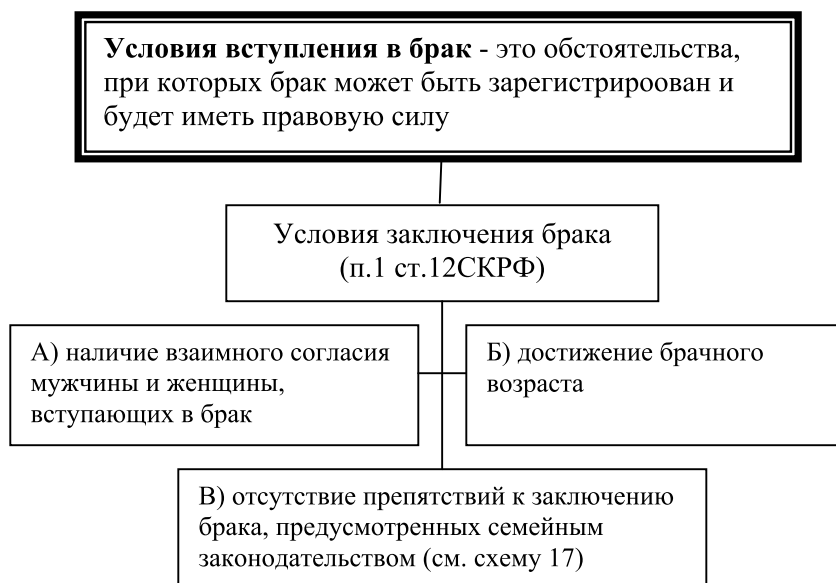 Условия вступления в брак - это обстоятельства,
при которых брак может быть зарегистрироован и
будет иметь правовую силу
Условия заключения брака
(п.1 ст.12СКРФ)
А) наличие взаимного согласия
мужчины и женщины,
вступающих в брак
Б) достижение брачного
возраста
В) отсутствие препятствий к заключению
брака, предусмотренных семейным
законодательством (см. схему 17)